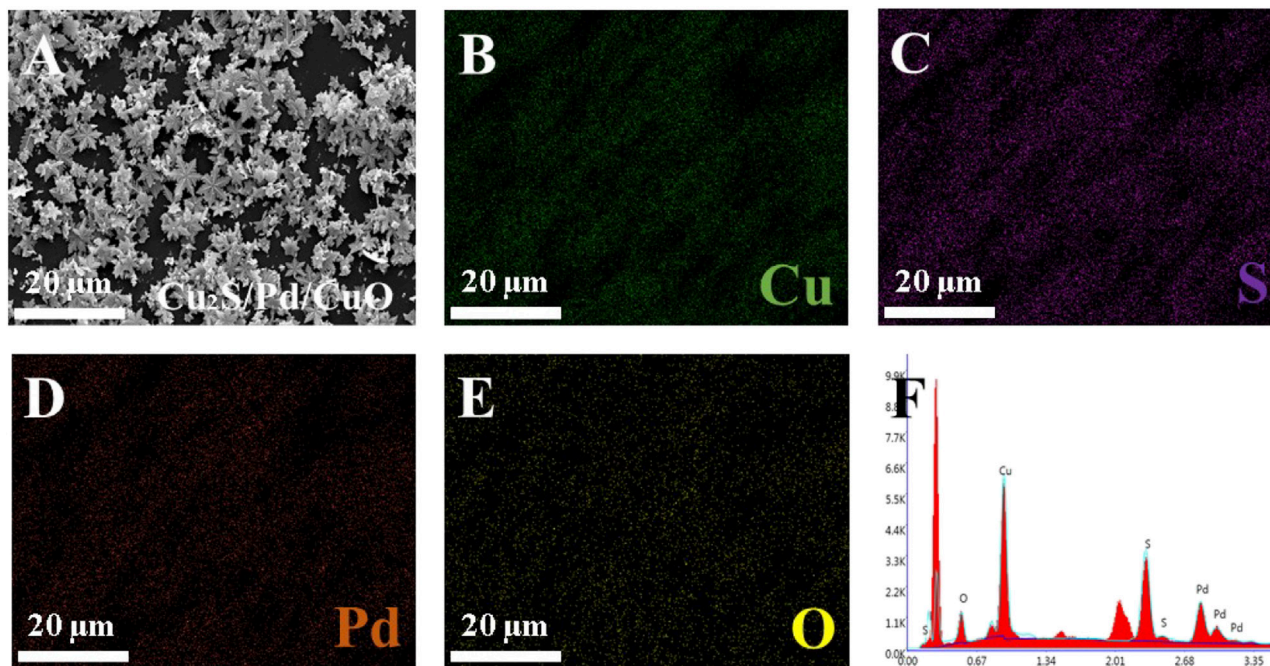 A
20 μm
Cu₂S/Pd/CuO
B
20 μm
Cu
C
20 μm
S
D
20 μm
Pd
E
20 μm
O
F
9.9K
7.7K
6.6K
5.5K
4.4K
3.3K
2.2K
1.1K
0.0K
S
O
Cu
S
S
Pd
Pd
Pd
0.00 0.67 1.34 2.01 2.68 3.35